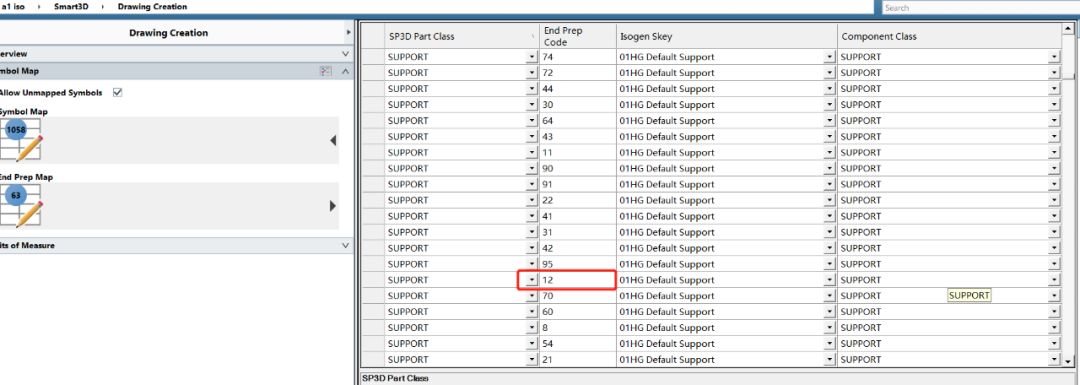 a1 iso › Smart3D › Drawing Creation
Search
Drawing Creation
erview
mbol Map
Allow Unmapped Symbols
Symbol Map
1058
End Prep Map
63
its of Measure
SP3D Part Class End Prep Code Isogen Skey Component Class
SUPPORT 74 01HG Default Support SUPPORT
SUPPORT 72 01HG Default Support SUPPORT
SUPPORT 44 01HG Default Support SUPPORT
SUPPORT 30 01HG Default Support SUPPORT
SUPPORT 64 01HG Default Support SUPPORT
SUPPORT 43 01HG Default Support SUPPORT
SUPPORT 11 01HG Default Support SUPPORT
SUPPORT 90 01HG Default Support SUPPORT
SUPPORT 91 01HG Default Support SUPPORT
SUPPORT 22 01HG Default Support SUPPORT
SUPPORT 41 01HG Default Support SUPPORT
SUPPORT 31 01HG Default Support SUPPORT
SUPPORT 42 01HG Default Support SUPPORT
SUPPORT 95 01HG Default Support SUPPORT
SUPPORT 12 01HG Default Support SUPPORT
SUPPORT 70 01HG Default Support SUPPORT SUPPORT
SUPPORT 60 01HG Default Support SUPPORT
SUPPORT 8 01HG Default Support SUPPORT
SUPPORT 54 01HG Default Support SUPPORT
SUPPORT 21 01HG Default Support SUPPORT
SP3D Part Class